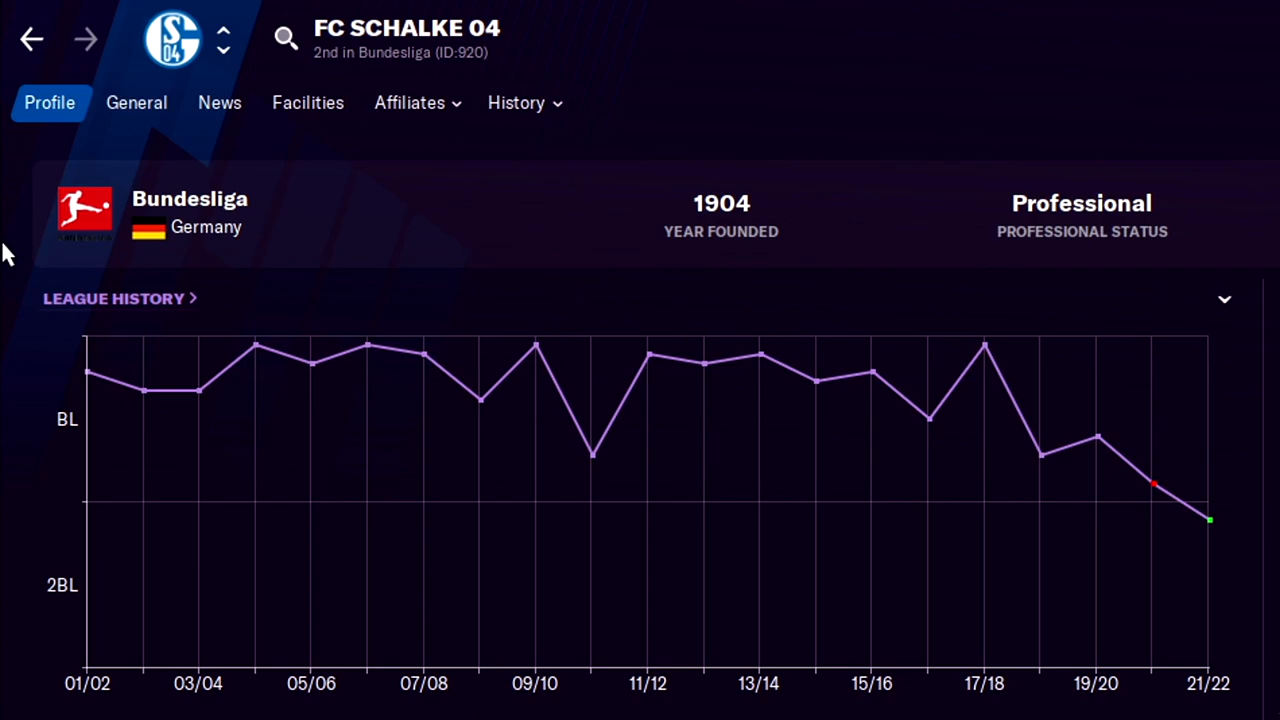 FC SCHALKE 04
2nd in Bundesliga (ID:920)
S
04
Profile General News Facilities Affiliates History
Bundesliga
Germany
1904
YEAR FOUNDED
Professional
PROFESSIONAL STATUS
LEAGUE HISTORY
BL
2BL
01/02 03/04 05/06 07/08 09/10 11/12 13/14 15/16 17/18 19/20 21/22